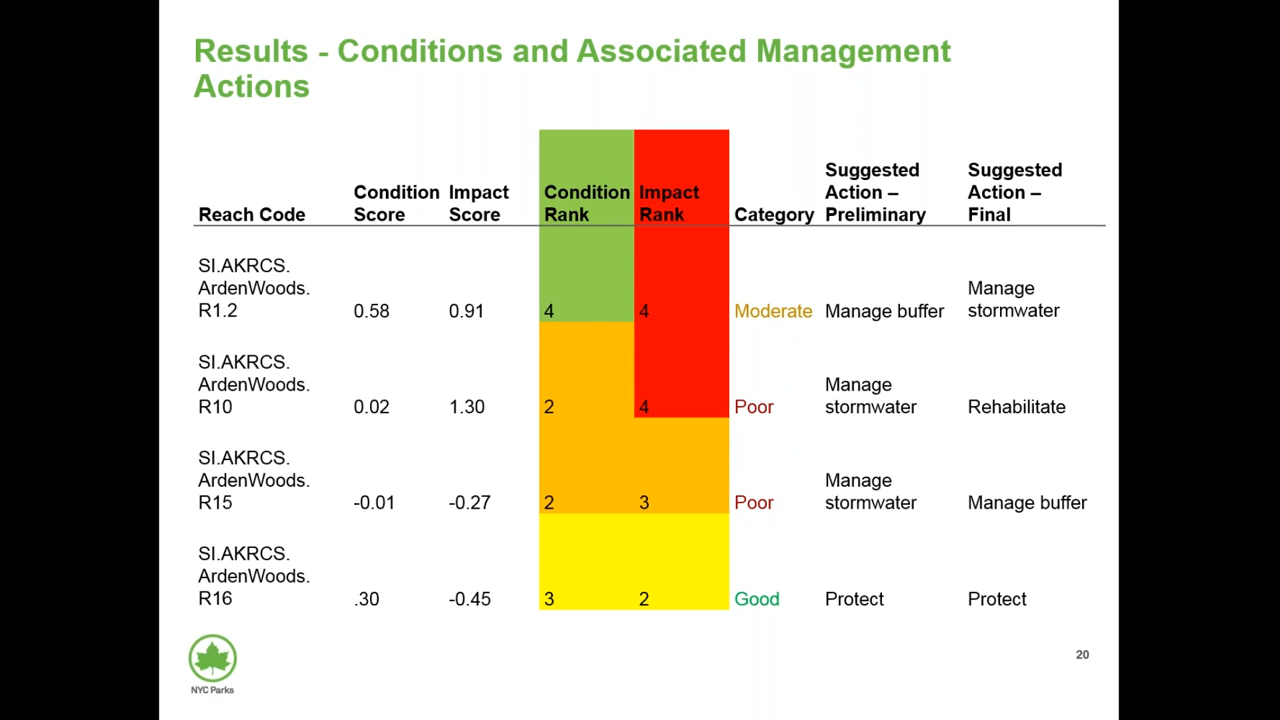 Results - Conditions and Associated Management
Actions
Reach Code
Condition Score
Impact Score
Condition Rank
Impact Rank
Category
Suggested Action – Preliminary
Suggested Action – Final
SI.AKRCS.
ArdenWoods.
R1.2
0.58
0.91
4
4
Moderate
Manage buffer
Manage
stormwater
SI.AKRCS.
ArdenWoods.
R10
0.02
1.30
2
4
Poor
Manage
stormwater
Rehabilitate
SI.AKRCS.
ArdenWoods.
R15
-0.01
-0.27
2
3
Poor
Manage
stormwater
Manage buffer
SI.AKRCS.
ArdenWoods.
R16
.30
-0.45
3
2
Good
Protect
Protect
NYC Parks
20